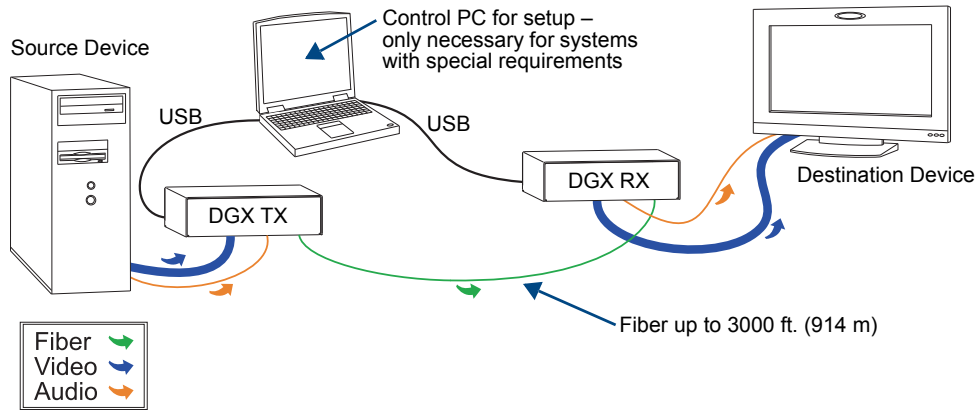 Control PC for setup –
only necessary for systems
with special requirements
Source Device
USB
USB
DGX TX
DGX RX
Destination Device
Fiber up to 3000 ft. (914 m)
Fiber
Video
Audio